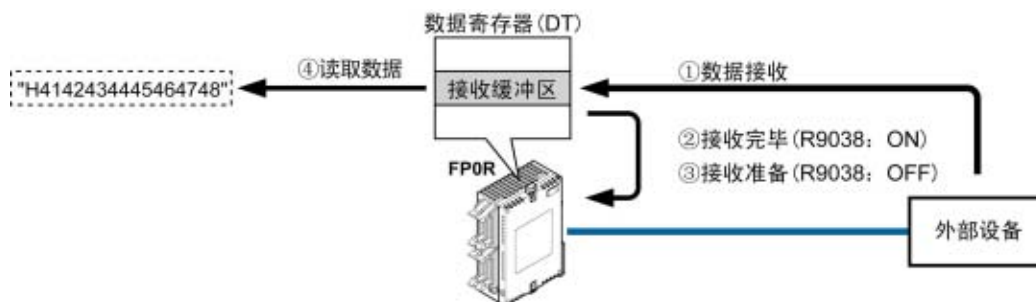 数据寄存器(DT)
④读取数据
①数据接收
"H4142434445464748"
接收缓冲区
②接收完毕(R9038：ON)
FP0R
③接收准备(R9038：OFF)
外部设备